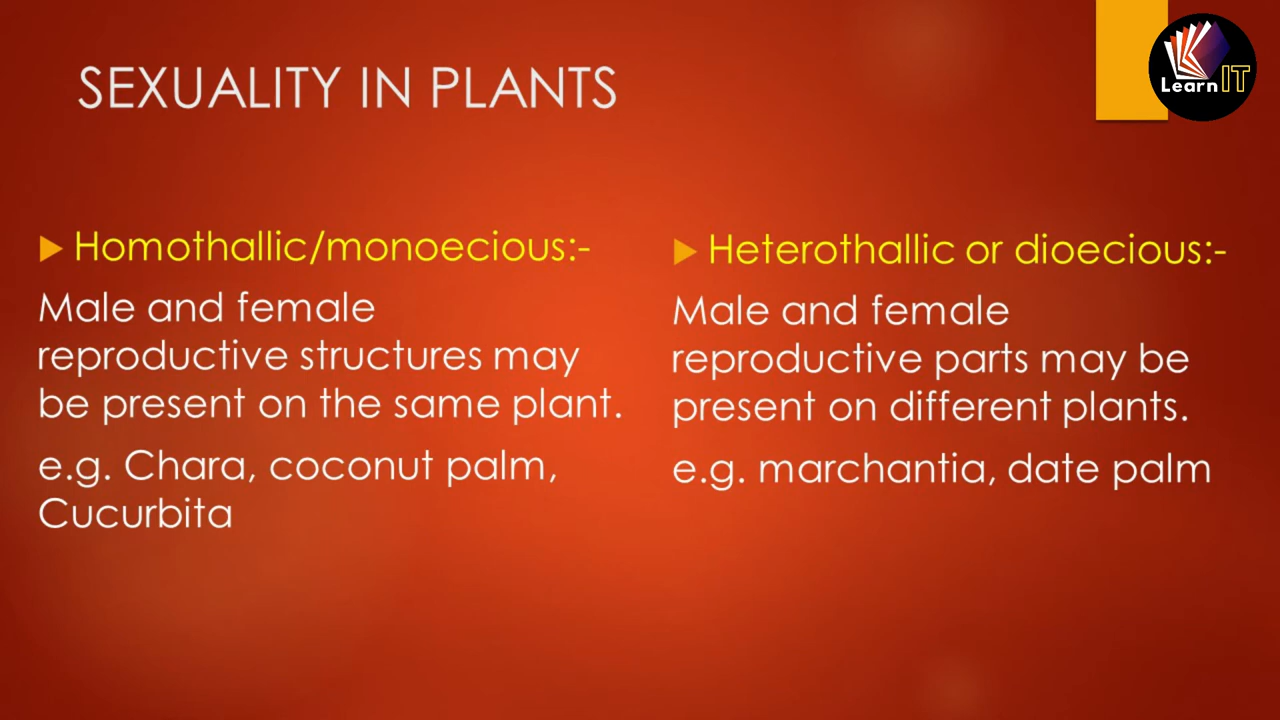 SEXUALITY IN PLANTS
Learn IT
Homothallic/monoecious:-
Male and female
reproductive structures may
be present on the same plant.
e.g. Chara, coconut palm,
Cucurbita
Heterothallic or dioecious:-
Male and female
reproductive parts may be
present on different plants.
e.g. marchantia, date palm